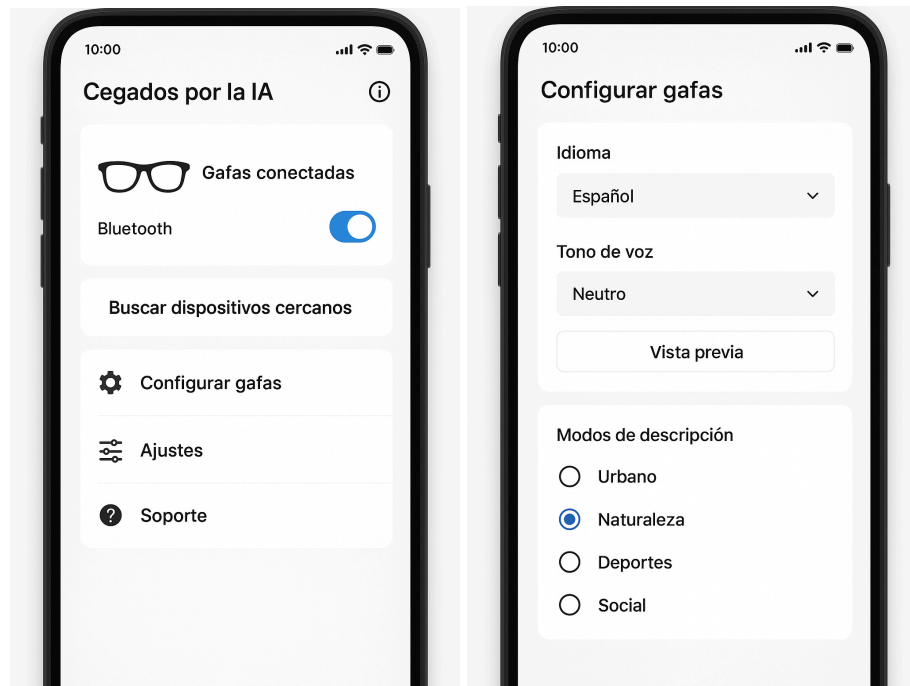 10:00
Cegados por la IA
Gafas conectadas
Bluetooth
Buscar dispositivos cercanos
Configurar gafas
Ajustes
Soporte
10:00
Configurar gafas
Idioma
Español
Tono de voz
Neutro
Vista previa
Modos de descripción
Urbano
Naturaleza
Deportes
Social